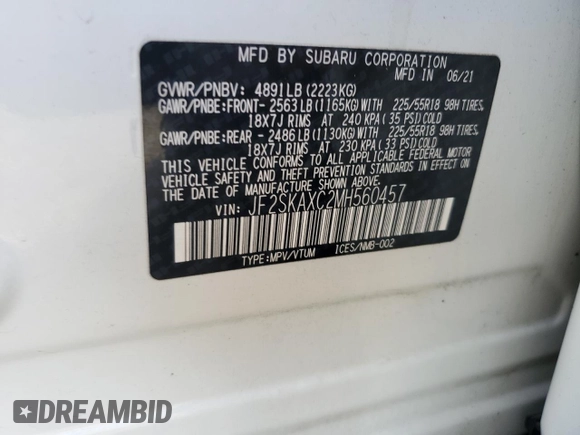 MFD BY SUBARU CORPORATION
MFD IN 06/21
GVWR/PNBV: 4891LB (2223KG)
GAWR/PNBE:FRONT- 2563LB(1165KG)WITH 225/55R18 98H TIRES,
18X7J RIMS AT 240 KPA( 35 PSI)COLD
GAWR/PNBE:REAR - 2486LB(1130KG)WITH 225/55R18 98H TIRES,
18X7J RIMS AT 230 KPA(33 PSI)COLD
THIS VEHICLE CONFORMS TO ALL APPLICABLE FEDERAL MOTOR
VEHICLE SAFETY, BUMPER, AND THEFT PREVENTION STANDARDS
IN EFFECT ON THE DATE OF MANUFACTURE SHOWN ABOVE.
VIN: JF2SKAXC2MH560457
TYPE:MPV/VTUM ICES/NMB-002
DREAMBID